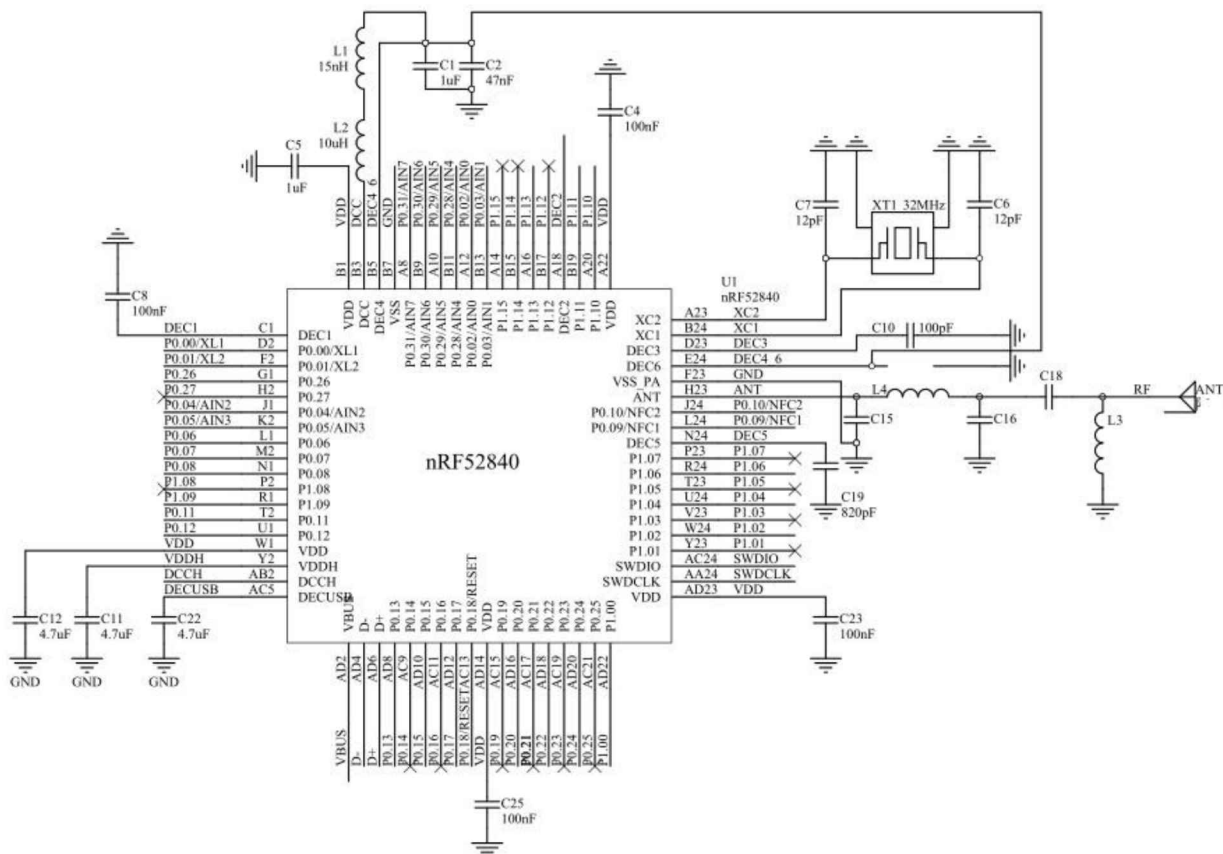 L1
15nH
C1
1uF
C2
47nF
C4
100nF
L2
10uH
C5
1uF
C7
12pF
XT1 32MHz
C6
12pF
VDD
DCC
DEC4_6
GND
P0.31/AIN7
P0.30/AIN6
P0.29/AIN5
P0.28/AIN4
P0.02/AIN0
P0.03/AIN1
P1.15
P1.14
P1.13
P1.12
DEC2
P1.11
P1.10
VDD
B1
B3
B5
B7
A8
B9
A10
B11
A12
B13
A14
B15
A16
B17
A18
B19
A20
A22
C8
100nF
U1
nRF52840
VDD
DCC
DEC4
VSS
P0.31/AIN7
P0.30/AIN6
P0.29/AIN5
P0.28/AIN4
P0.02/AIN0
P0.03/AIN1
P1.15
P1.14
P1.13
P1.12
DEC2
P1.11
P1.10
VDD
DEC1 C1 DEC1
P0.00/XL1 D2 P0.00/XL1
P0.01/XL2 F2 P0.01/XL2
P0.26 G1 P0.26
P0.27 H2 P0.27
P0.04/AIN2 J1 P0.04/AIN2
P0.05/AIN3 K2 P0.05/AIN3
P0.06 L1 P0.06
P0.07 M2 P0.07
P0.08 N1 P0.08
P1.08 P2 P1.08
P1.09 R1 P1.09
P0.11 T2 P0.11
P0.12 U1 P0.12
VDD W1 VDD
VDDH Y2 VDDH
DCCH AB2 DCCH
DECUSB AC5 DECUSB
nRF52840
XC2 A23 XC2
XC1 B24 XC1
DEC3 D23 DEC3
DEC6 E24 DEC4_6
VSS_PA F23 GND
ANT H23 ANT
P0.10/NFC2 J24 P0.10/NFC2
P0.09/NFC1 L24 P0.09/NFC1
DEC5 N24 DEC5
P1.07 P23 P1.07
P1.06 R24 P1.06
P1.05 T23 P1.05
P1.04 U24 P1.04
P1.03 V23 P1.03
P1.02 W24 P1.02
P1.01 Y23 P1.01
SWDIO AC24 SWDIO
SWDCLK AA24 SWDCLK
VDD AD23 VDD
C10 100pF
L4
C18
RF
ANT
C15
C16
L3
C19
820pF
C12
4.7uF
C11
4.7uF
C22
4.7uF
C23
100nF
GND
GND
GND
VBUS
D-
D+
P0.13
P0.14
P0.15
P0.16
P0.17
P0.18/RESET
VDD
P0.19
P0.20
P0.21
P0.22
P0.23
P0.24
P0.25
P1.00
AD2
AD4
AD6
AD8
AC9
AD10
AC11
AD12
AC13
AD14
AC15
AD16
AC17
AD18
AC19
AD20
AC21
AD22
VBUS
D-
D+
P0.13
P0.14
P0.15
P0.16
P0.17
P0.18/RESET
VDD
P0.19
P0.20
P0.21
P0.22
P0.23
P0.24
P0.25
P1.00
C25
100nF